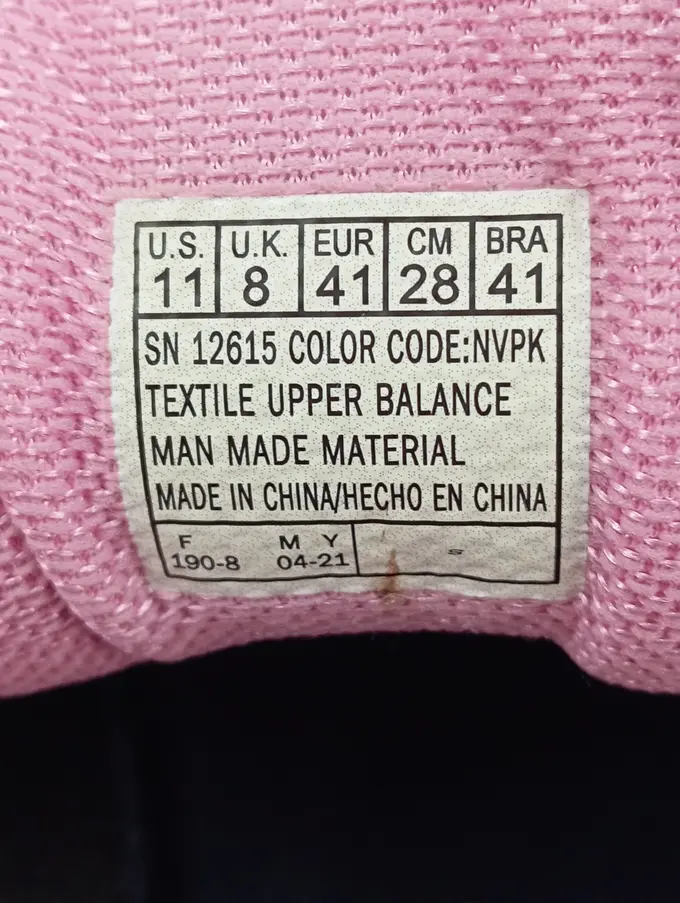 U.S. U.K. EUR CM BRA
11 8 41 28 41
SN 12615 COLOR CODE:NVPK
TEXTILE UPPER BALANCE
MAN MADE MATERIAL
MADE IN CHINA/HECHO EN CHINA
F M Y
190-8 04-21